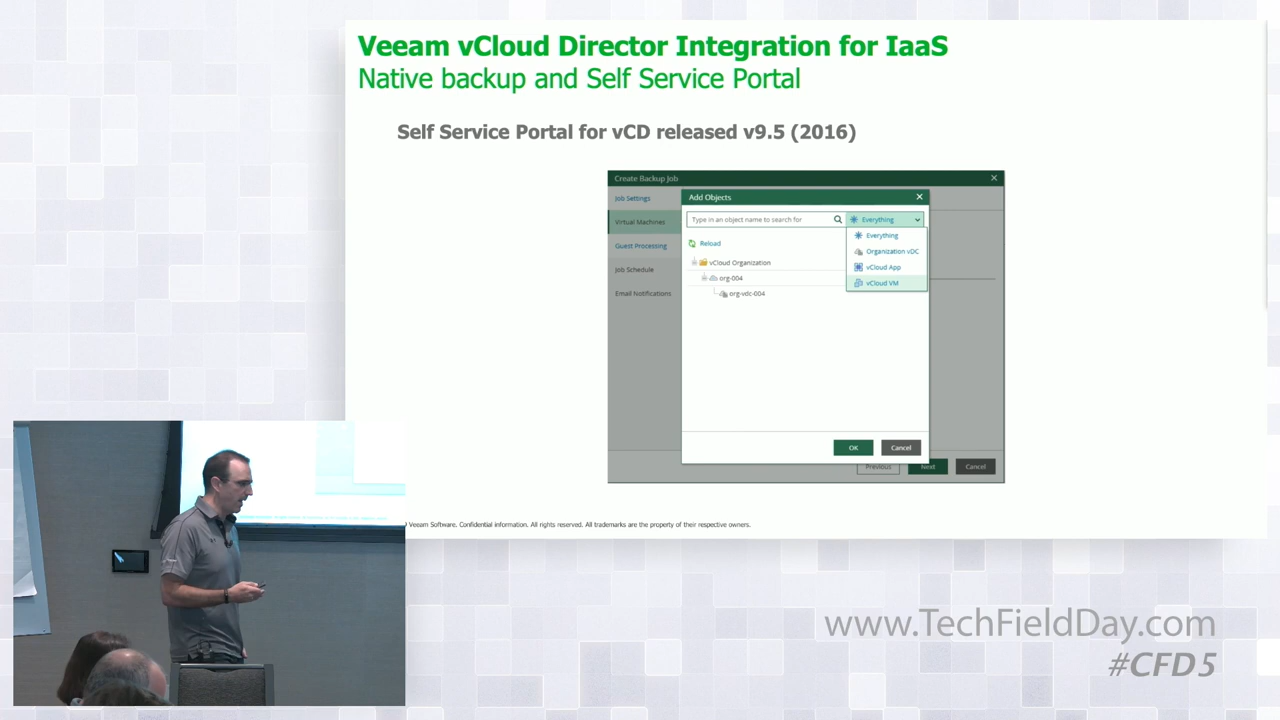 Veeam vCloud Director Integration for IaaS
Native backup and Self Service Portal
Self Service Portal for vCD released v9.5 (2016)
Create Backup Job
Add Objects
Job Settings
Virtual Machines
Guest Processing
Job Schedule
Email Notifications
Type in an object name to search for
Everything
Reload
vCloud Organization
org-004
org-vdc-004
Everything
Organization vDC
vCloud App
vCloud VM
OK
Cancel
Previous
Next
Cancel
Veeam Software. Confidential information. All rights reserved. All trademarks are the property of their respective owners.
www.TechFieldDay.com
#CFD5